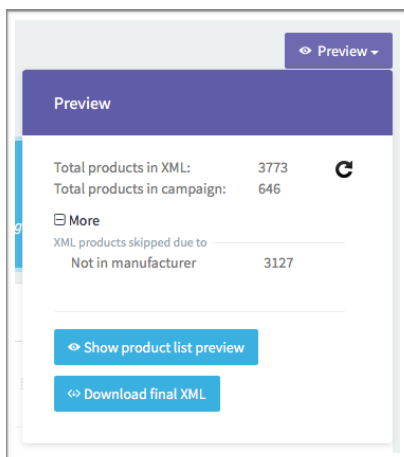 Preview
Preview
Total products in XML: 3773
Total products in campaign: 646
More
g
XML products skipped due to
Not in manufacturer 3127
Show product list preview
Download final XML